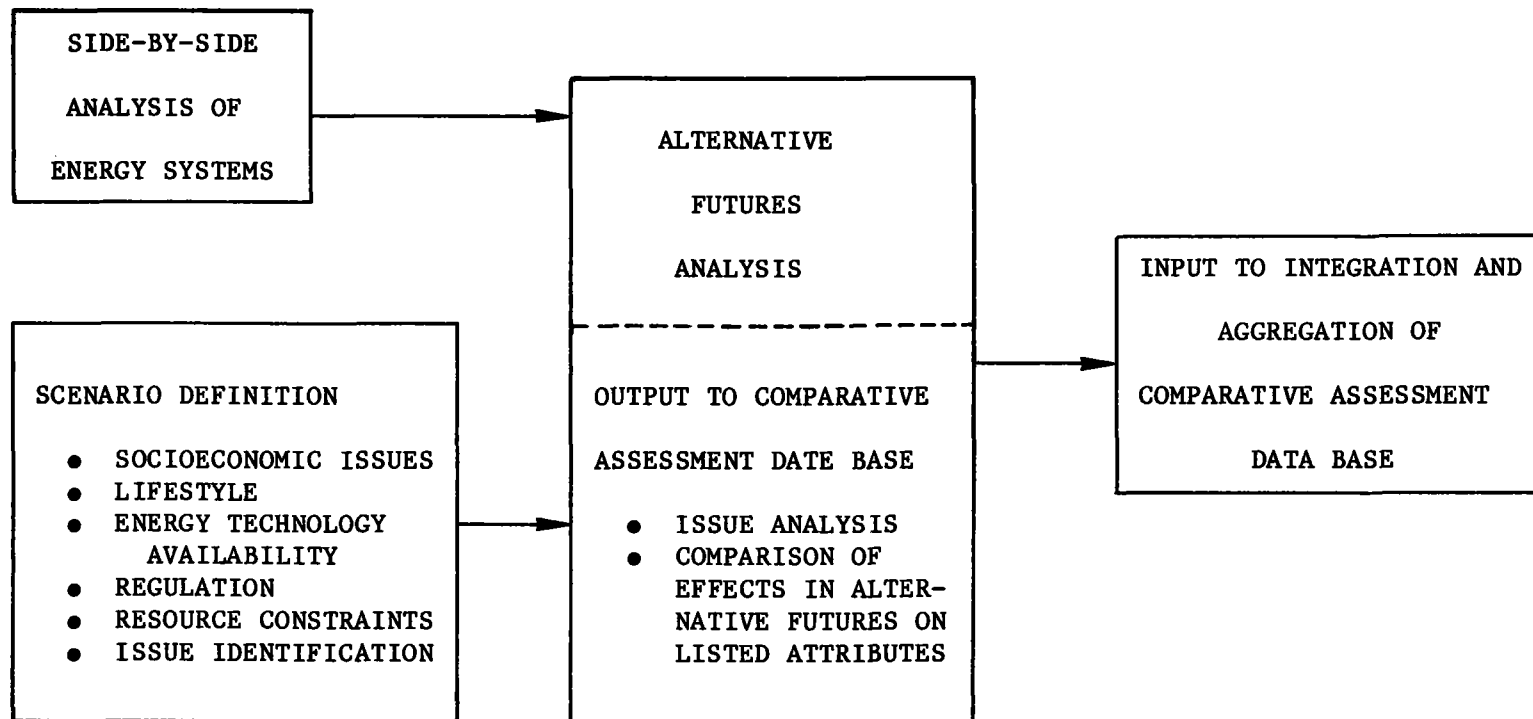 SIDE-BY-SIDE
ANALYSIS OF
ENERGY SYSTEMS
SCENARIO DEFINITION
● SOCIOECONOMIC ISSUES
● LIFESTYLE
● ENERGY TECHNOLOGY
AVAILABILITY
● REGULATION
● RESOURCE CONSTRAINTS
● ISSUE IDENTIFICATION
ALTERNATIVE
FUTURES
ANALYSIS
OUTPUT TO COMPARATIVE
ASSESSMENT DATE BASE
● ISSUE ANALYSIS
● COMPARISON OF
EFFECTS IN ALTER-
NATIVE FUTURES ON
LISTED ATTRIBUTES
INPUT TO INTEGRATION AND
AGGREGATION OF
COMPARATIVE ASSESSMENT
DATA BASE